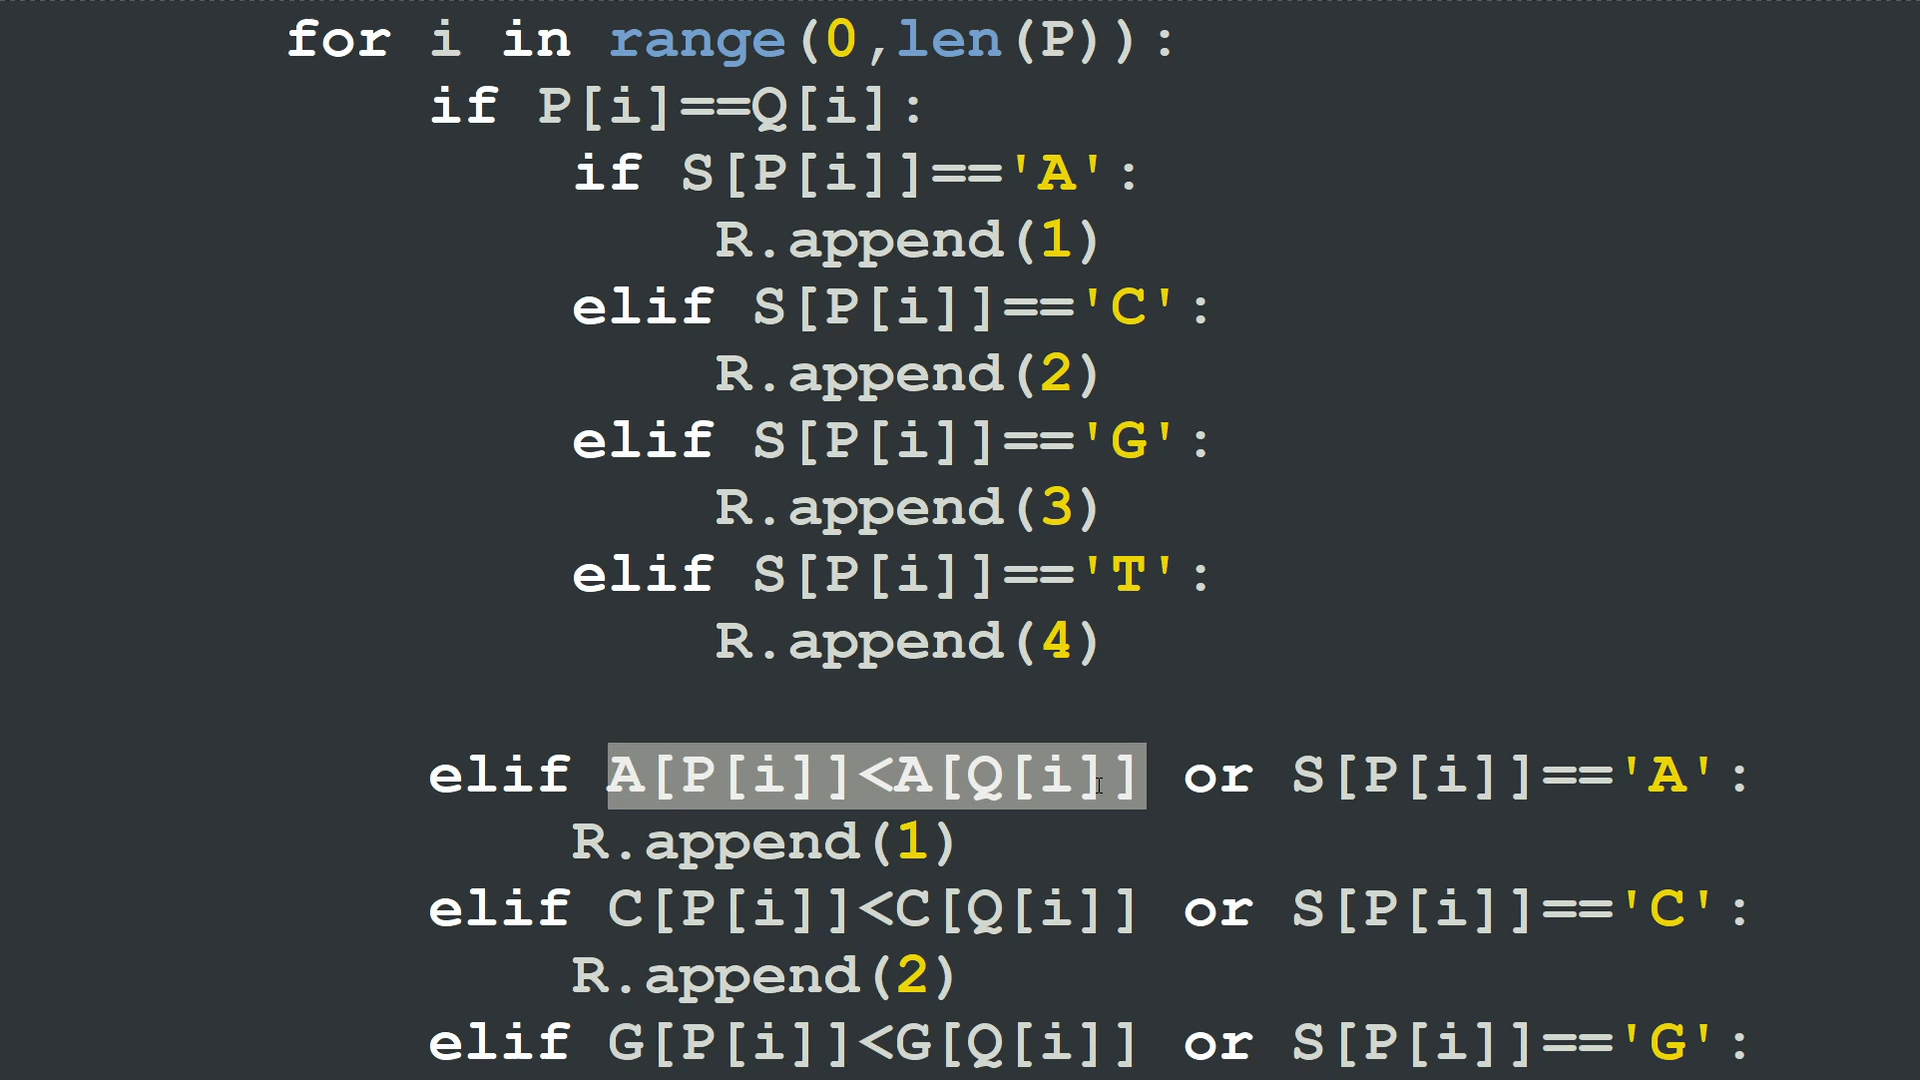 for i in range(0,len(P)):
if P[i]==Q[i]:
if S[P[i]]=='A':
R.append(1)
elif S[P[i]]=='C':
R.append(2)
elif S[P[i]]=='G':
R.append(3)
elif S[P[i]]=='T':
R.append(4)
elif A[P[i]]<A[Q[i]] or S[P[i]]=='A':
R.append(1)
elif C[P[i]]<C[Q[i]] or S[P[i]]=='C':
R.append(2)
elif G[P[i]]<G[Q[i]] or S[P[i]]=='G':